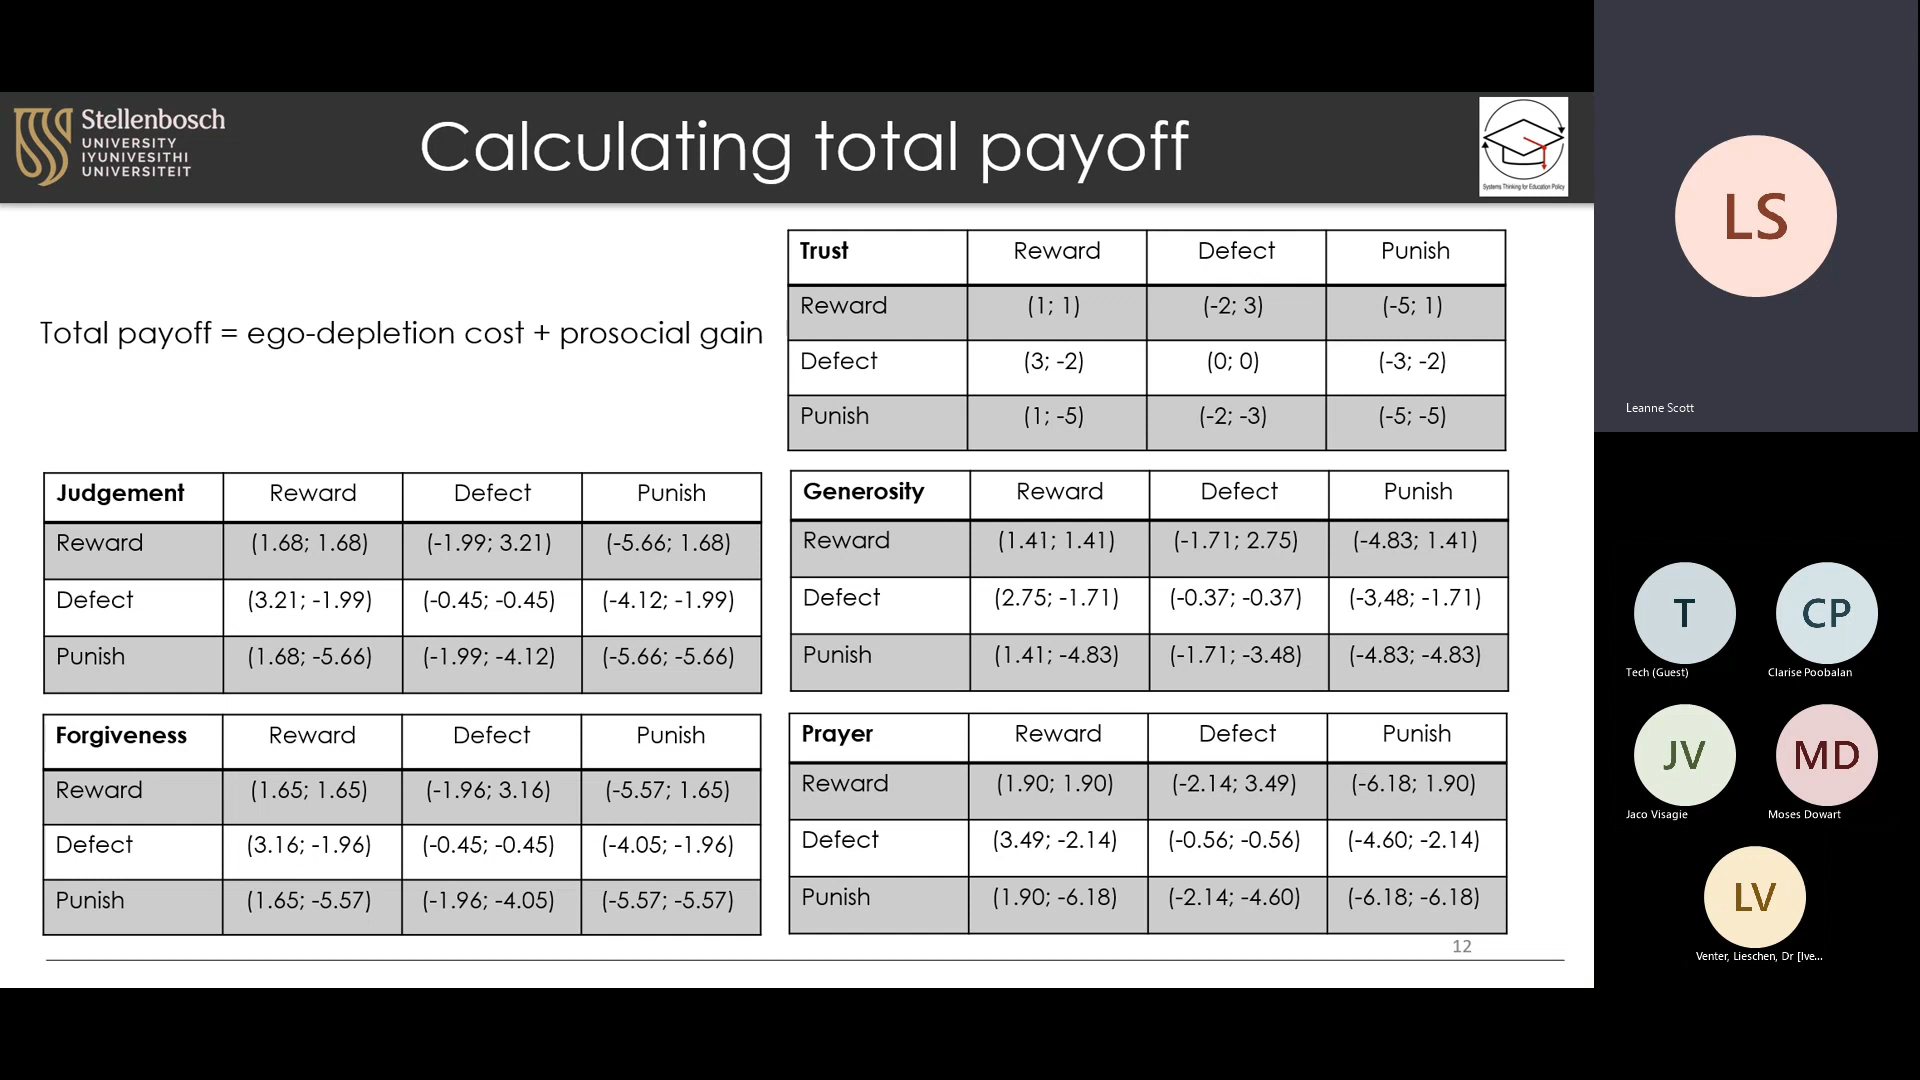 Stellenbosch
UNIVERSITY
IYUNIVESITHI
UNIVERSITEIT
Calculating total payoff
Systems Thinking for Education Policy
Total payoff = ego-depletion cost + prosocial gain
Trust Reward Defect Punish
Reward (1; 1) (-2; 3) (-5; 1)
Defect (3; -2) (0; 0) (-3; -2)
Punish (1; -5) (-2; -3) (-5; -5)
Judgement Reward Defect Punish
Reward (1.68; 1.68) (-1.99; 3.21) (-5.66; 1.68)
Defect (3.21; -1.99) (-0.45; -0.45) (-4.12; -1.99)
Punish (1.68; -5.66) (-1.99; -4.12) (-5.66; -5.66)
Generosity Reward Defect Punish
Reward (1.41; 1.41) (-1.71; 2.75) (-4.83; 1.41)
Defect (2.75; -1.71) (-0.37; -0.37) (-3,48; -1.71)
Punish (1.41; -4.83) (-1.71; -3.48) (-4.83; -4.83)
Forgiveness Reward Defect Punish
Reward (1.65; 1.65) (-1.96; 3.16) (-5.57; 1.65)
Defect (3.16; -1.96) (-0.45; -0.45) (-4.05; -1.96)
Punish (1.65; -5.57) (-1.96; -4.05) (-5.57; -5.57)
Prayer Reward Defect Punish
Reward (1.90; 1.90) (-2.14; 3.49) (-6.18; 1.90)
Defect (3.49; -2.14) (-0.56; -0.56) (-4.60; -2.14)
Punish (1.90; -6.18) (-2.14; -4.60) (-6.18; -6.18)
12
LS
Leanne Scott
T
Tech (Guest)
CP
Clarise Poobalan
JV
Jaco Visagie
MD
Moses Dowart
LV
Venter, Lieschen, Dr [lve...